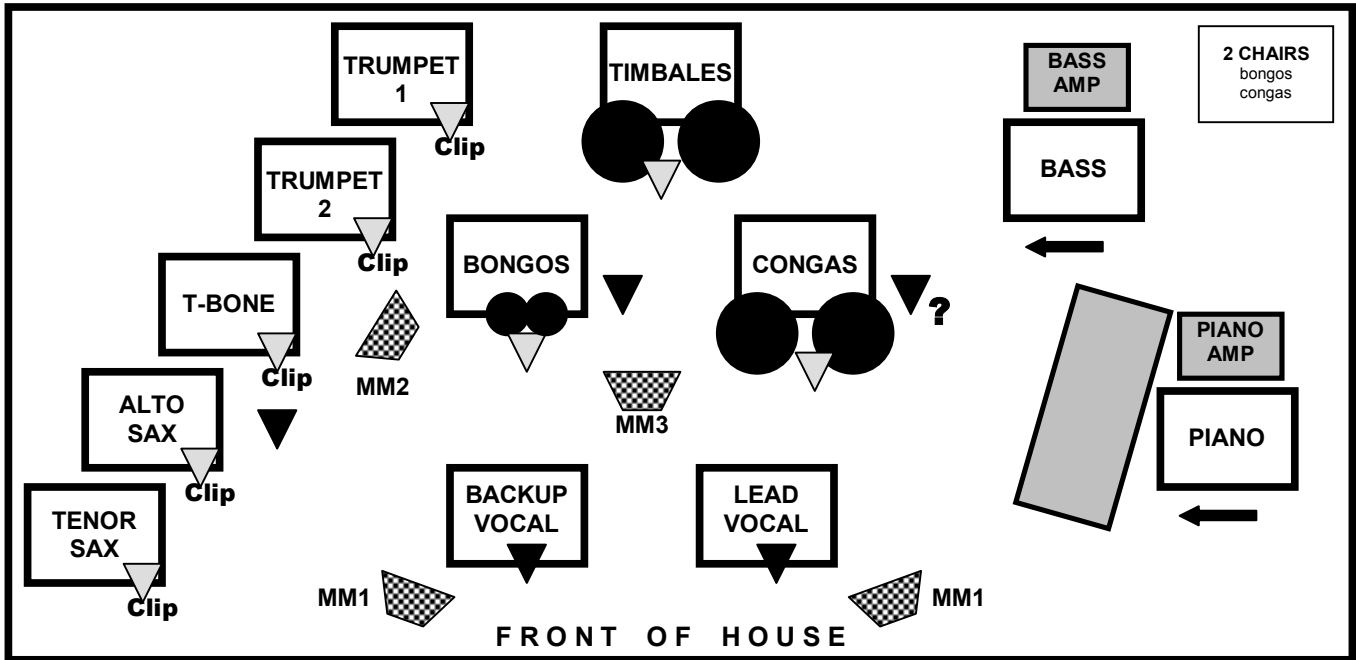 TRUMPET
1
Clip
TIMBALES
BASS
AMP
2 CHAIRS
bongos
congas
TRUMPET
2
Clip
BASS
T-BONE
Clip
BONGOS
CONGAS
?
MM2
MM3
PIANO
AMP
PIANO
ALTO
SAX
Clip
TENOR
SAX
Clip
BACKUP
VOCAL
LEAD
VOCAL
MM1
MM1
FRONT OF HOUSE